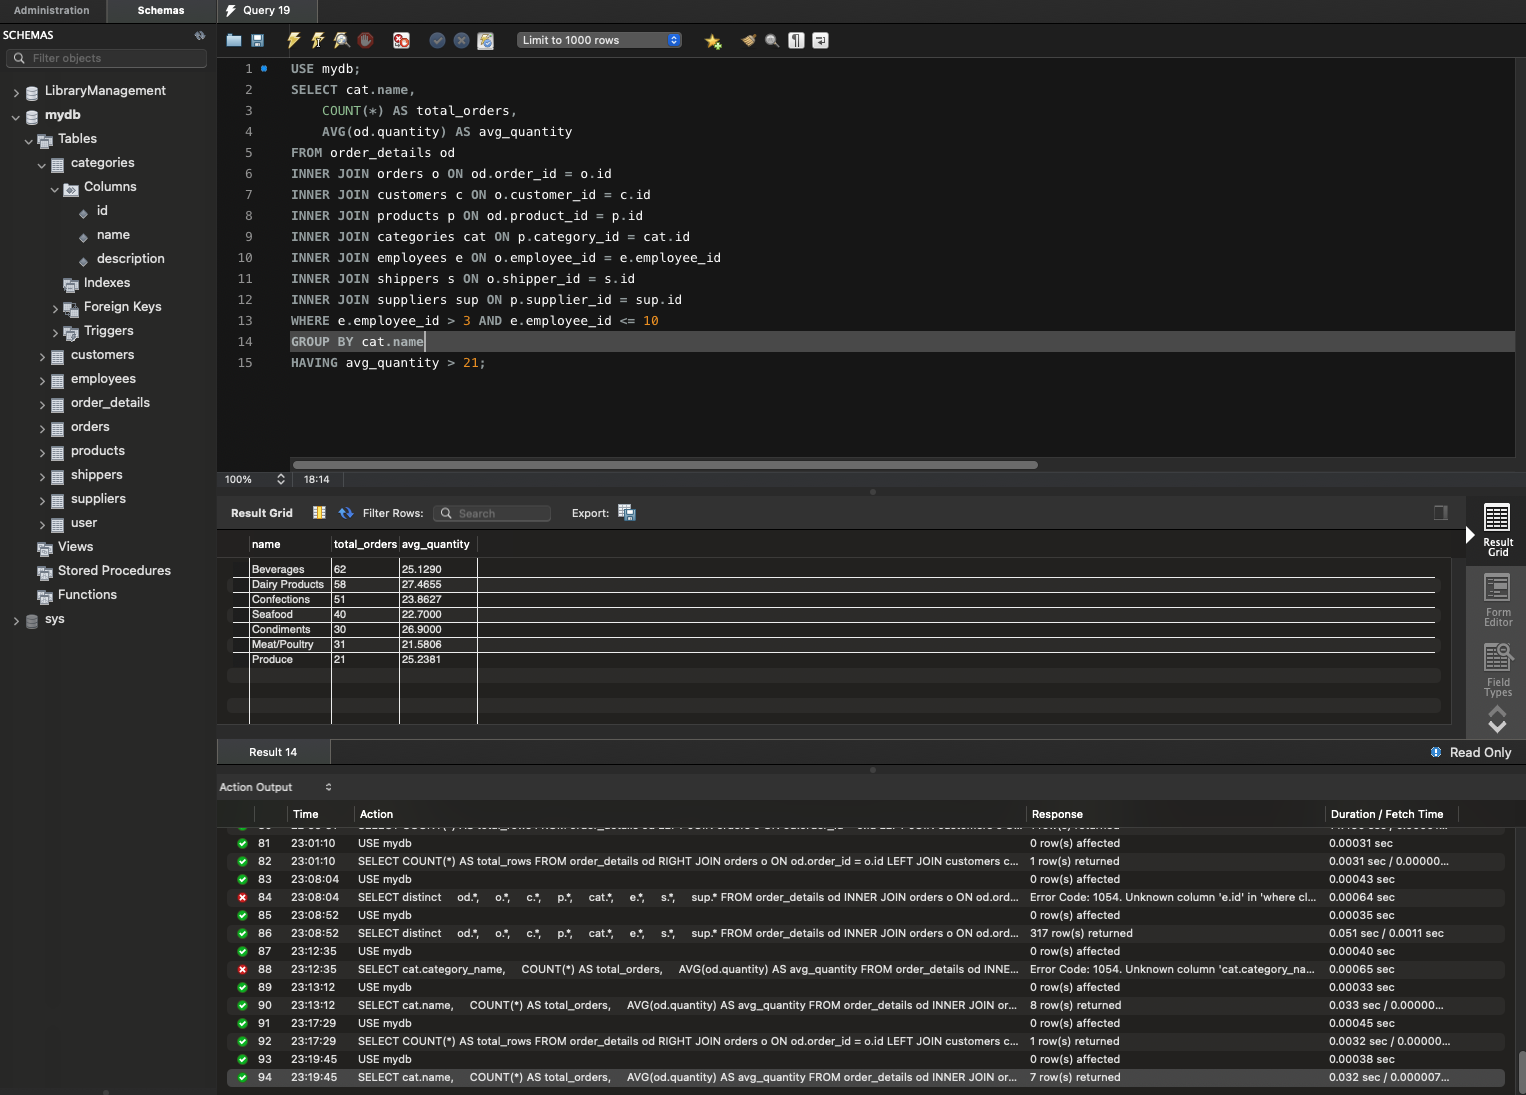 Administration
Schemas
Query 19
SCHEMAS
Filter objects
LibraryManagement
mydb
Tables
categories
Columns
id
name
description
Indexes
Foreign Keys
Triggers
customers
employees
order_details
orders
products
shippers
suppliers
user
Views
Stored Procedures
Functions
sys
Limit to 1000 rows
1 USE mydb;
2 SELECT cat.name,
3 COUNT(*) AS total_orders,
4 AVG(od.quantity) AS avg_quantity
5 FROM order_details od
6 INNER JOIN orders o ON od.order_id = o.id
7 INNER JOIN customers c ON o.customer_id = c.id
8 INNER JOIN products p ON od.product_id = p.id
9 INNER JOIN categories cat ON p.category_id = cat.id
10 INNER JOIN employees e ON o.employee_id = e.employee_id
11 INNER JOIN shippers s ON o.shipper_id = s.id
12 INNER JOIN suppliers sup ON p.supplier_id = sup.id
13 WHERE e.employee_id > 3 AND e.employee_id <= 10
14 GROUP BY cat.name
15 HAVING avg_quantity > 21;
100% 18:14
Result Grid Filter Rows: Search Export:
name total_orders avg_quantity
Beverages 62 25.1290
Dairy Products 58 27.4655
Confections 51 23.8627
Seafood 40 22.7000
Condiments 30 26.9000
Meat/Poultry 31 21.5806
Produce 21 25.2381
Result
Grid
Form
Editor
Field
Types
Result 14
Read Only
Action Output
Time Action Response Duration / Fetch Time
81 23:01:10 USE mydb 0 row(s) affected 0.00031 sec
82 23:01:10 SELECT COUNT(*) AS total_rows FROM order_details od RIGHT JOIN orders o ON od.order_id = o.id LEFT JOIN customers c... 1 row(s) returned 0.0031 sec / 0.00000...
83 23:08:04 USE mydb 0 row(s) affected 0.00043 sec
84 23:08:04 SELECT distinct od.*, o.*, c.*, p.*, cat.*, e.*, s.*, sup.* FROM order_details od INNER JOIN orders o ON od.ord... Error Code: 1054. Unknown column 'e.id' in 'where cl... 0.00064 sec
85 23:08:52 USE mydb 0 row(s) affected 0.00035 sec
86 23:08:52 SELECT distinct od.*, o.*, c.*, p.*, cat.*, e.*, s.*, sup.* FROM order_details od INNER JOIN orders o ON od.ord... 317 row(s) returned 0.051 sec / 0.0011 sec
87 23:12:35 USE mydb 0 row(s) affected 0.00040 sec
88 23:12:35 SELECT cat.category_name, COUNT(*) AS total_orders, AVG(od.quantity) AS avg_quantity FROM order_details od INNE... Error Code: 1054. Unknown column 'cat.category_na... 0.00065 sec
89 23:13:12 USE mydb 0 row(s) affected 0.00033 sec
90 23:13:12 SELECT cat.name, COUNT(*) AS total_orders, AVG(od.quantity) AS avg_quantity FROM order_details od INNER JOIN or... 8 row(s) returned 0.033 sec / 0.00000...
91 23:17:29 USE mydb 0 row(s) affected 0.00045 sec
92 23:17:29 SELECT COUNT(*) AS total_rows FROM order_details od RIGHT JOIN orders o ON od.order_id = o.id LEFT JOIN customers c... 1 row(s) returned 0.0032 sec / 0.00000...
93 23:19:45 USE mydb 0 row(s) affected 0.00038 sec
94 23:19:45 SELECT cat.name, COUNT(*) AS total_orders, AVG(od.quantity) AS avg_quantity FROM order_details od INNER JOIN or... 7 row(s) returned 0.032 sec / 0.000007...